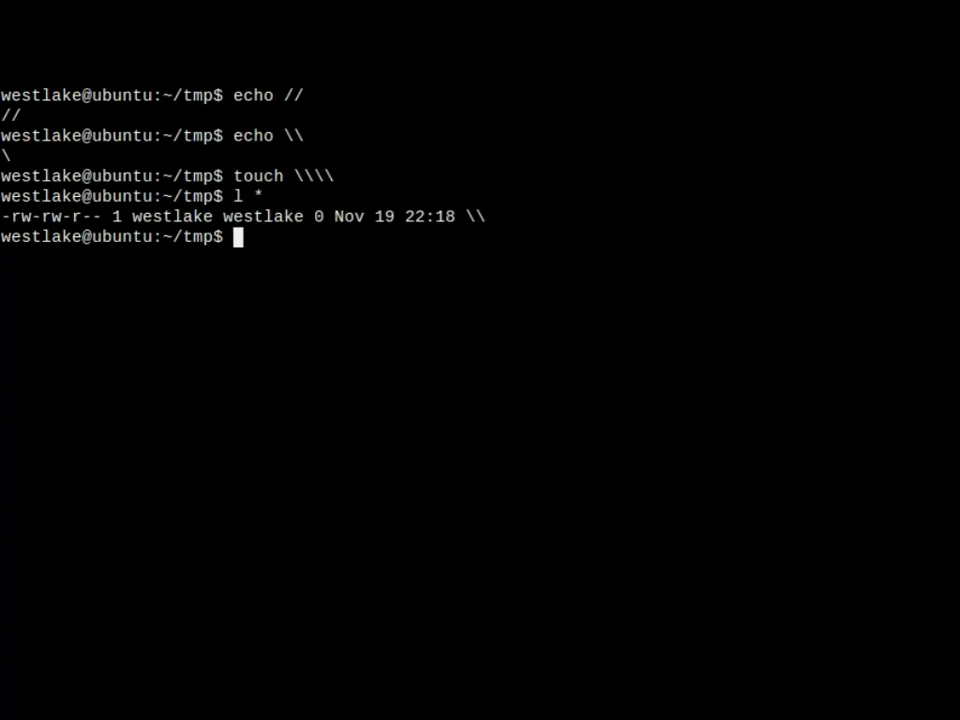 westlake@ubuntu:~/tmp$ echo //
//
westlake@ubuntu:~/tmp$ echo \\
\
westlake@ubuntu:~/tmp$ touch \\\\
westlake@ubuntu:~/tmp$ l *
-rw-rw-r-- 1 westlake westlake 0 Nov 19 22:18 \\
westlake@ubuntu:~/tmp$